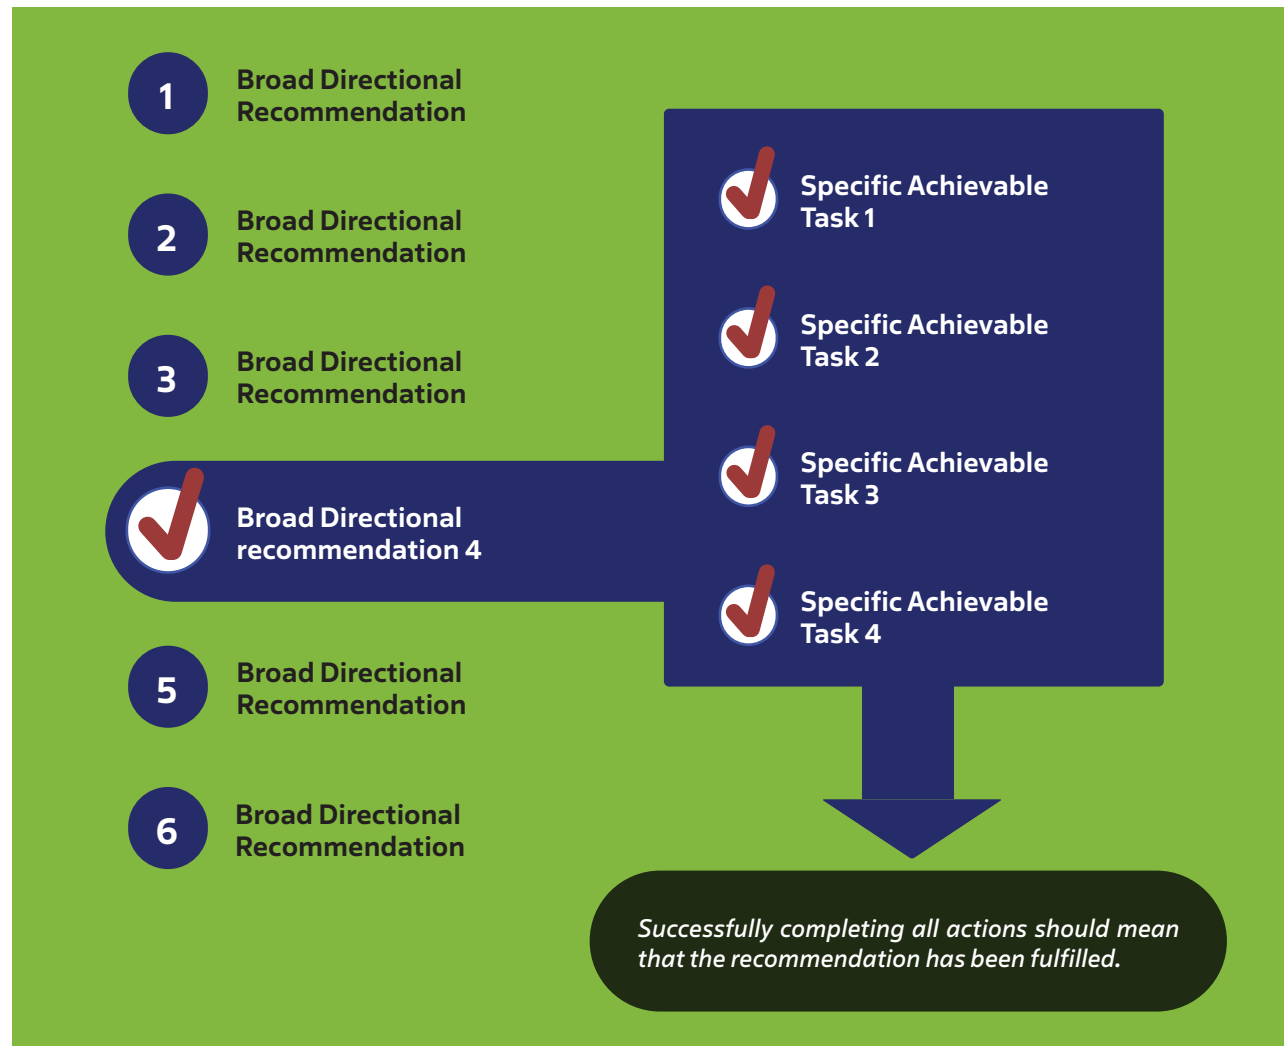 1
Broad Directional
Recommendation
2
Broad Directional
Recommendation
3
Broad Directional
Recommendation
Broad Directional
recommendation 4
5
Broad Directional
Recommendation
6
Broad Directional
Recommendation
Specific Achievable
Task 1
Specific Achievable
Task 2
Specific Achievable
Task 3
Specific Achievable
Task 4
Successfully completing all actions should mean
that the recommendation has been fulfilled.